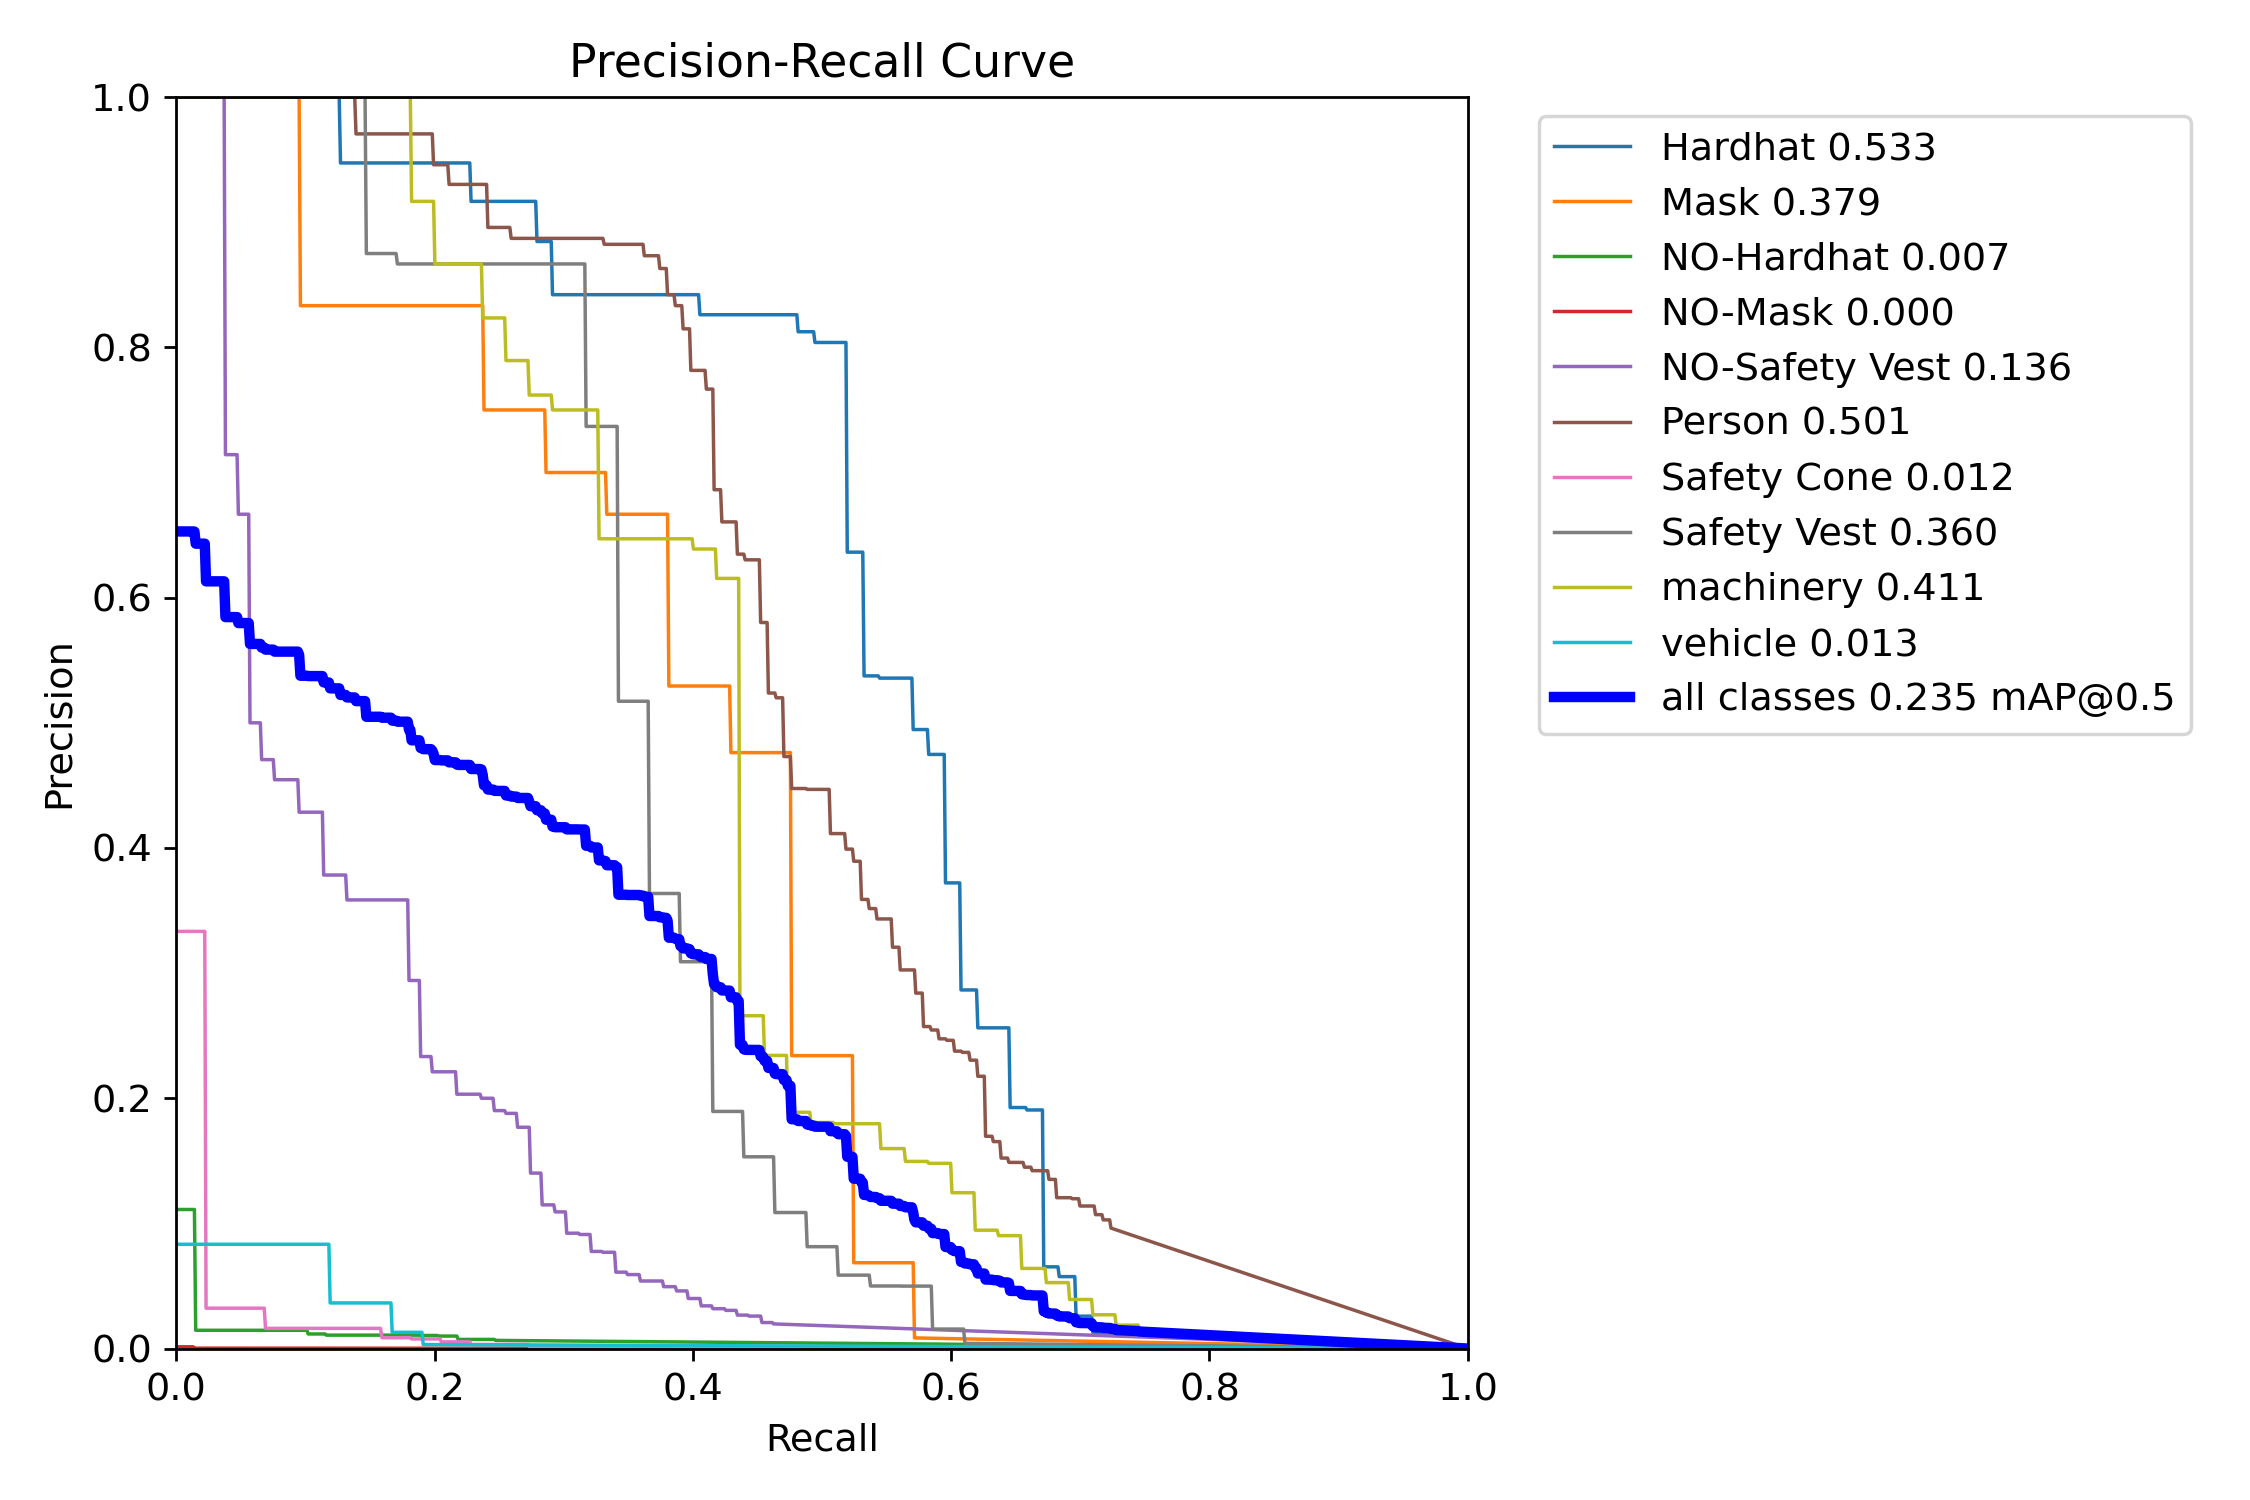 Precision-Recall Curve
1.0
0.8
0.6
0.4
0.2
0.0
Precision
0.0 0.2 0.4 0.6 0.8 1.0
Recall
Hardhat 0.533
Mask 0.379
NO-Hardhat 0.007
NO-Mask 0.000
NO-Safety Vest 0.136
Person 0.501
Safety Cone 0.012
Safety Vest 0.360
machinery 0.411
vehicle 0.013
all classes 0.235 mAP@0.5